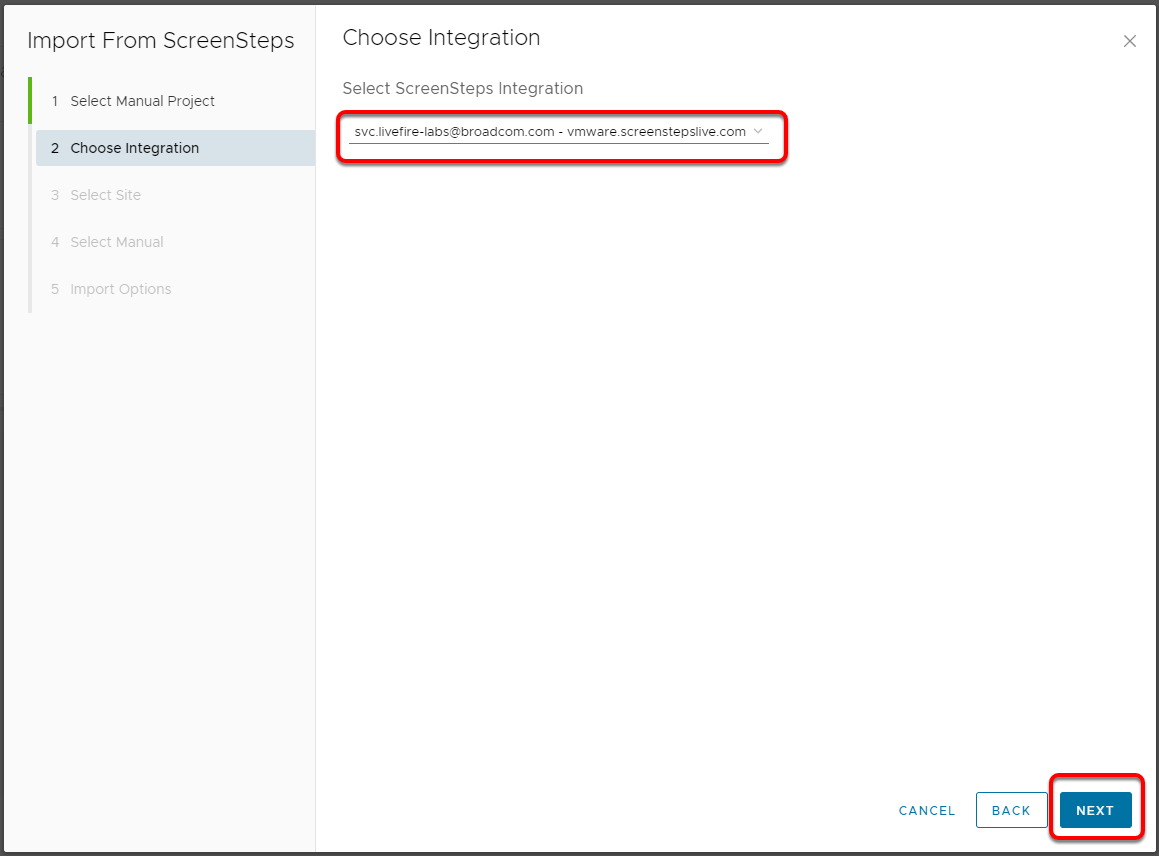 Import From ScreenSteps
1 Select Manual Project
2 Choose Integration
3 Select Site
4 Select Manual
5 Import Options
Choose Integration
Select ScreenSteps Integration
svc.livefire-labs@broadcom.com - vmware.screenstepslive.com
CANCEL
BACK
NEXT